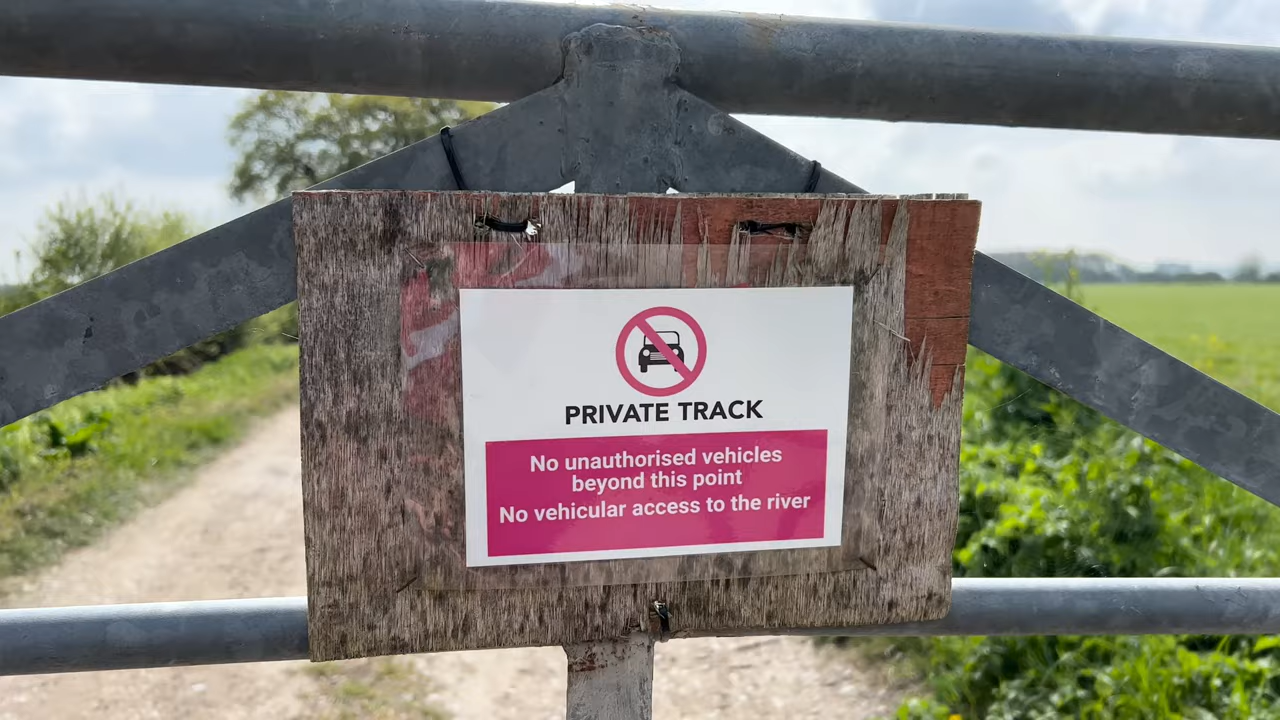 PRIVATE TRACK
No unauthorised vehicles
beyond this point
No vehicular access to the river